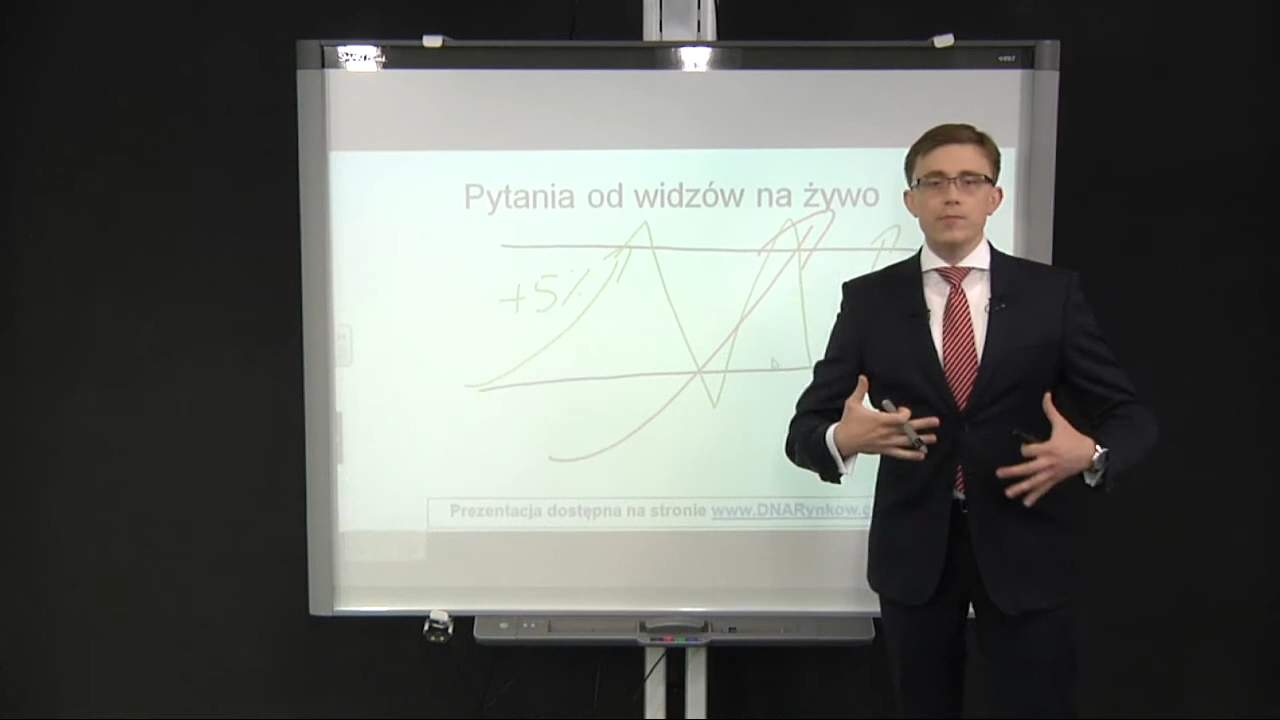 Pytania od widzów na żywo
+5%
Prezentacja dostępna na stronie www.DNARynkow.